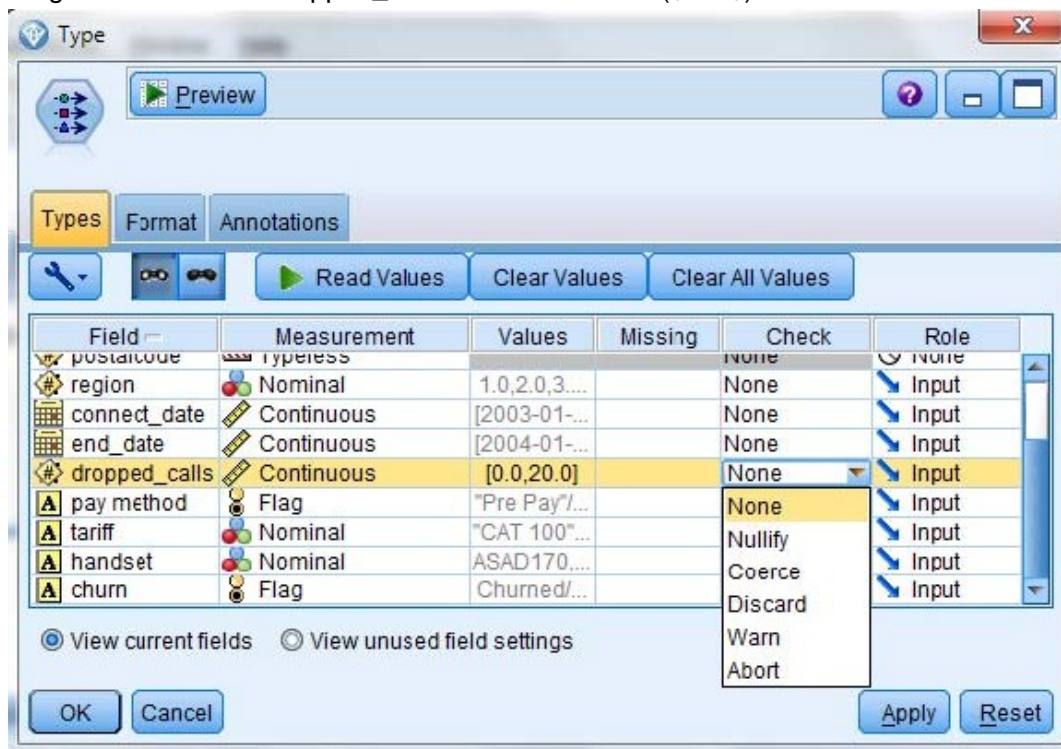 Type
Preview
Types Format Annotations
Read Values Clear Values Clear All Values
Field Measurement Values Missing Check Role
postalcode Typeless None None
region Nominal 1.0,2.0,3.... None Input
connect_date Continuous [2003-01-... None Input
end_date Continuous [2004-01-... None Input
dropped_calls Continuous [0.0,20.0] None Input
pay method Flag "Pre Pay"/... None Input
tariff Nominal "CAT 100"... Nullify Input
handset Nominal ASAD170,... Coerce Input
churn Flag Churned/... Discard Input
View current fields View unused field settings Warn
Abort
OK Cancel Apply Reset